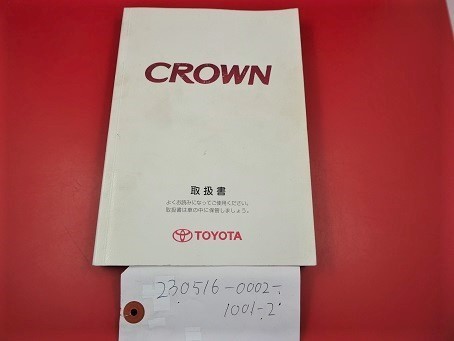 CROWN
取扱書
よくお読みになってご使用ください。
取扱書は車の中に保管しましょう。
TOYOTA
230516-0002-
1001-2